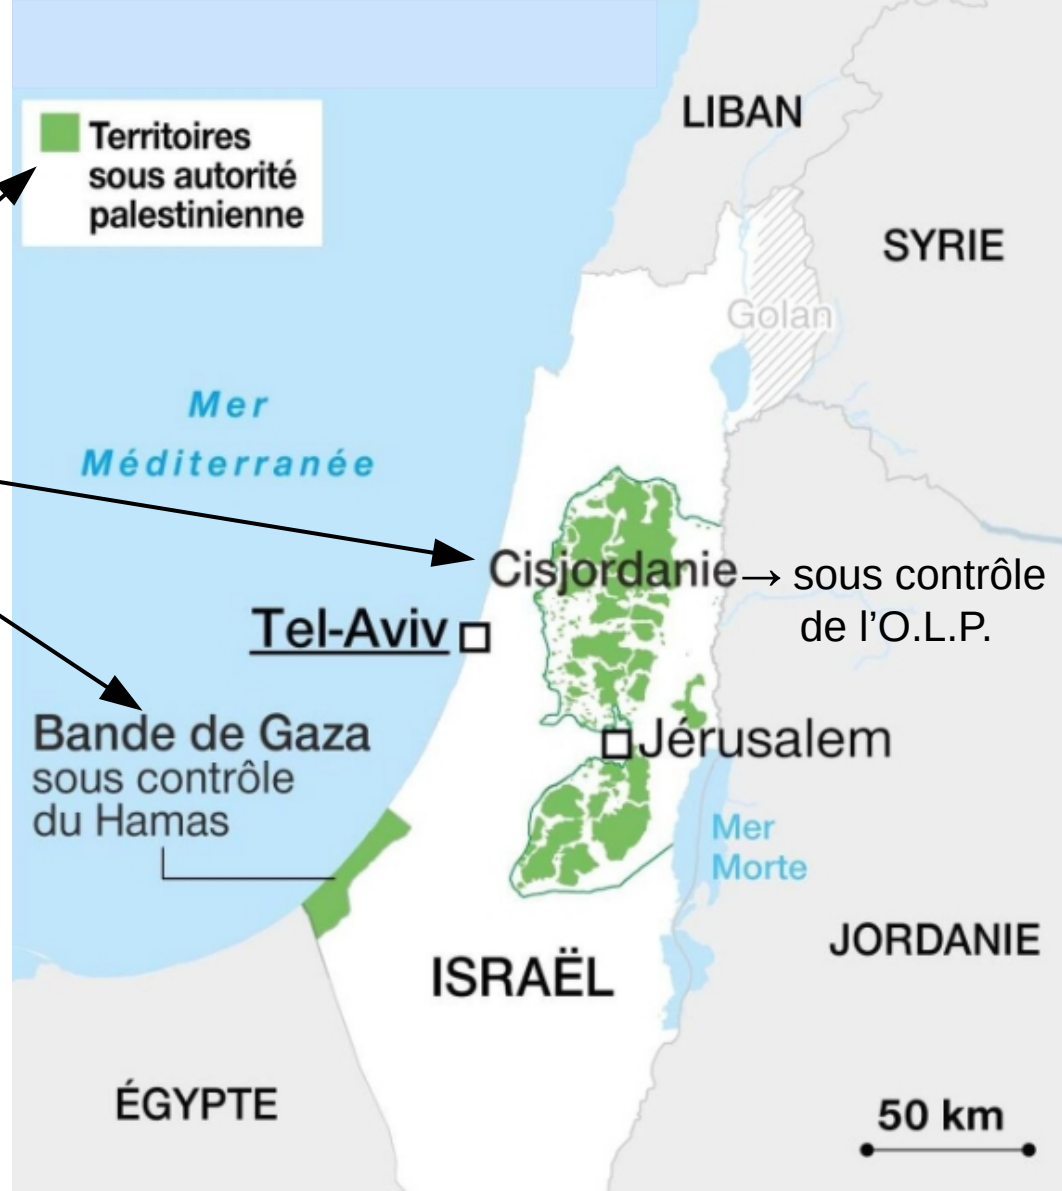 LIBAN
Territoires
sous autorité
palestinienne
SYRIE
Golan
Mer
Méditerranée
Cisjordanie→ sous contrôle
de l’O.L.P.
Tel-Aviv
Bande de Gaza
sous contrôle
du Hamas
Jérusalem
Mer
Morte
JORDANIE
ISRAËL
ÉGYPTE
50 km